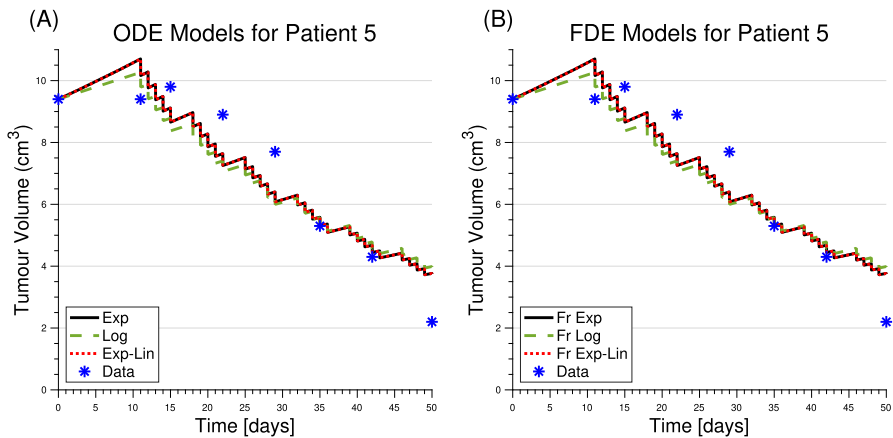 (A)
ODE Models for Patient 5
Tumour Volume (cm³)
10
8
6
4
2
0
Exp
Log
Exp-Lin
Data
0 5 10 15 20 25 30 35 40 45 50
Time [days]
(B)
FDE Models for Patient 5
Tumour Volume (cm³)
10
8
6
4
2
0
Fr Exp
Fr Log
Fr Exp-Lin
Data
0 5 10 15 20 25 30 35 40 45 50
Time [days]